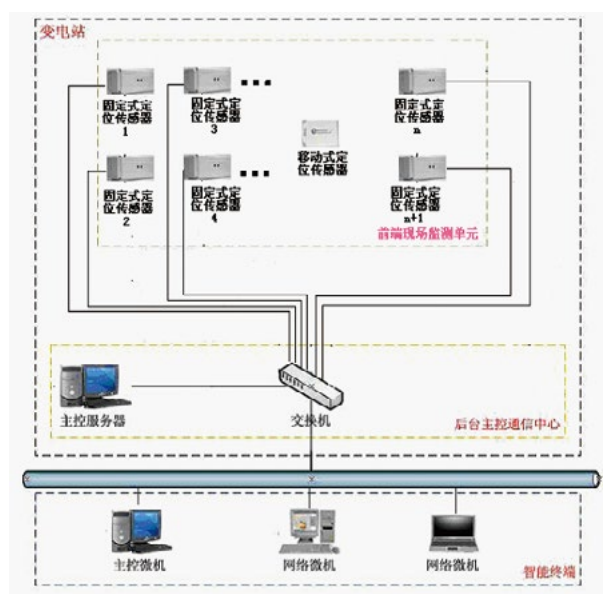 变电站
固定式定
位传感器
1
固定式定
位传感器
3
固定式定
位传感器
n
移动式定
位传感器
固定式定
位传感器
2
固定式定
位传感器
4
固定式定
位传感器
n+1
前端现场监测单元
主控服务器
交换机
后台主控通信中心
主控微机
网络微机
网络微机
智能终端